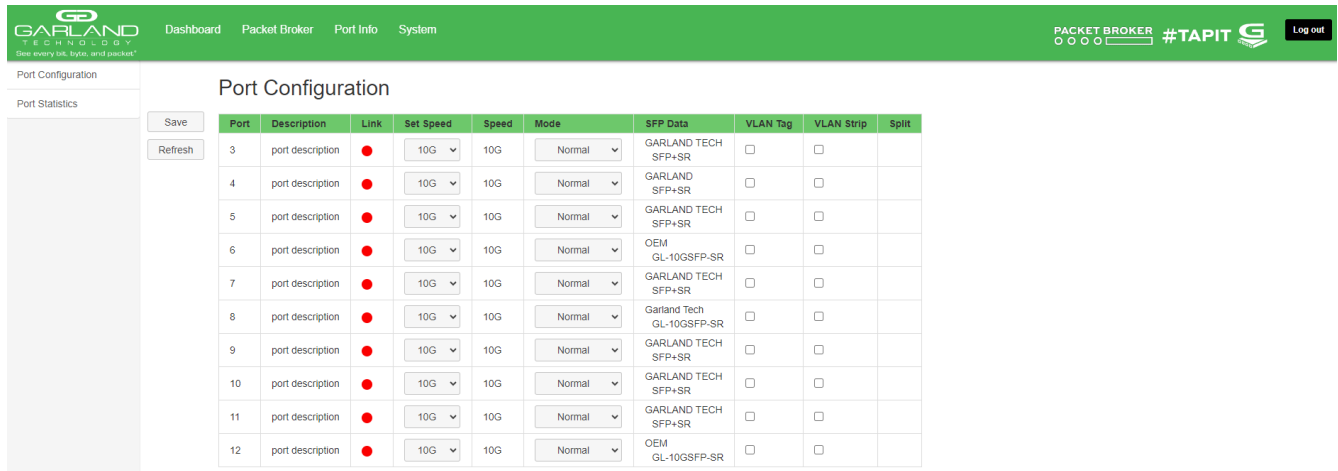 GARLAND
TECHNOLOGY
See every bit, byte, and packet.®
Dashboard Packet Broker Port Info System
PACKET BROKER
#TAPIT
Log out
Port Configuration
Port Statistics
Port Configuration
Save
Refresh
Port Description Link Set Speed Speed Mode SFP Data VLAN Tag VLAN Strip Split
3 port description 10G 10G Normal GARLAND TECH
SFP+SR
4 port description 10G 10G Normal GARLAND
SFP+SR
5 port description 10G 10G Normal GARLAND TECH
SFP+SR
6 port description 10G 10G Normal OEM
GL-10GSFP-SR
7 port description 10G 10G Normal GARLAND TECH
SFP+SR
8 port description 10G 10G Normal Garland Tech
GL-10GSFP-SR
9 port description 10G 10G Normal GARLAND TECH
SFP+SR
10 port description 10G 10G Normal GARLAND TECH
SFP+SR
11 port description 10G 10G Normal GARLAND TECH
SFP+SR
12 port description 10G 10G Normal OEM
GL-10GSFP-SR